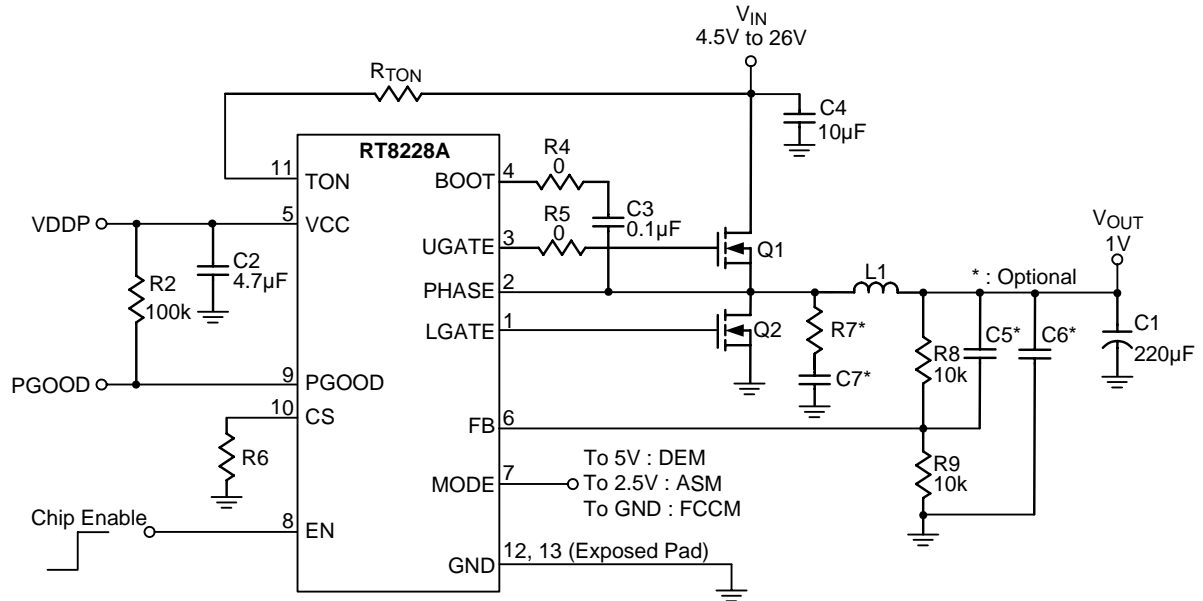 VIN
4.5V to 26V
RTON
C4
10µF
RT8228A
11
TON
BOOT
4
R4
0
VDDP
5
VCC
C3
0.1µF
R5
0
UGATE
3
Q1
VOUT
1V
C2
4.7µF
R2
100k
PHASE
2
L1
* : Optional
LGATE
1
Q2
R7*
C7*
R8
10k
C5*
C6*
C1
220µF
PGOOD
9
PGOOD
10
CS
R6
FB
6
R9
10k
MODE
7
To 5V : DEM
To 2.5V : ASM
To GND : FCCM
Chip Enable
8
EN
GND
12, 13 (Exposed Pad)